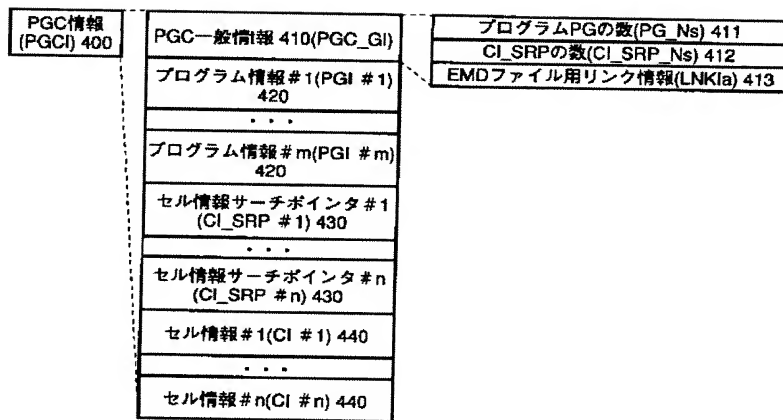 PGC情報
(PGCI) 400
PGC一般情報 410(PGC_GI)
プログラム情報#1(PGI #1)
420
・・・
プログラム情報#m(PGI #m)
420
セル情報サーチポインタ#1
(CI_SRP #1) 430
・・・
セル情報サーチポインタ#n
(CI_SRP #n) 430
セル情報#1(CI #1) 440
・・・
セル情報#n(CI #n) 440
プログラムPGの数(PG_Ns) 411
CI_SRPの数(CI_SRP_Ns) 412
EMDファイル用リンク情報(LNKIa) 413